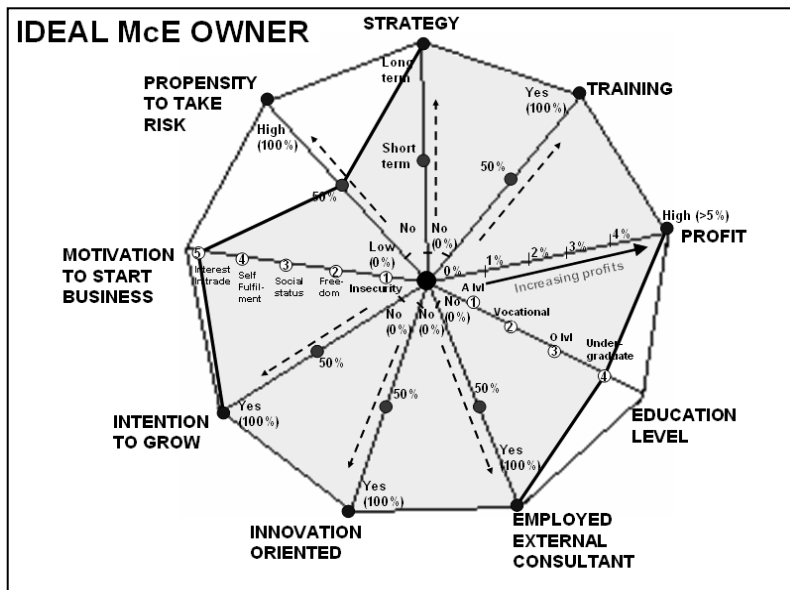 IDEAL McE OWNER
STRATEGY
PROPENSITY
TO TAKE
RISK
TRAINING
Long
term
Yes
(100%)
High
(100%)
Short
term
50%
50%
High (>5%)
PROFIT
No
No
(0%)
4%
3%
2%
1%
0%
Increasing profits
MOTIVATION
TO START
BUSINESS
5
4
3
2
1
Interest
In trade
Self
Fulfil-
ment
Social
status
Free-
dom
Insecurity
Low
(0%)
A lvl
No
(0%)
1
Vocational
2
O lvl
3
Under-
graduate
4
EDUCATION
LEVEL
No
(0%)
No
(0%)
50%
50%
50%
INTENTION
TO GROW
Yes
(100%)
Yes
(100%)
Yes
(100%)
INNOVATION
ORIENTED
EMPLOYED
EXTERNAL
CONSULTANT